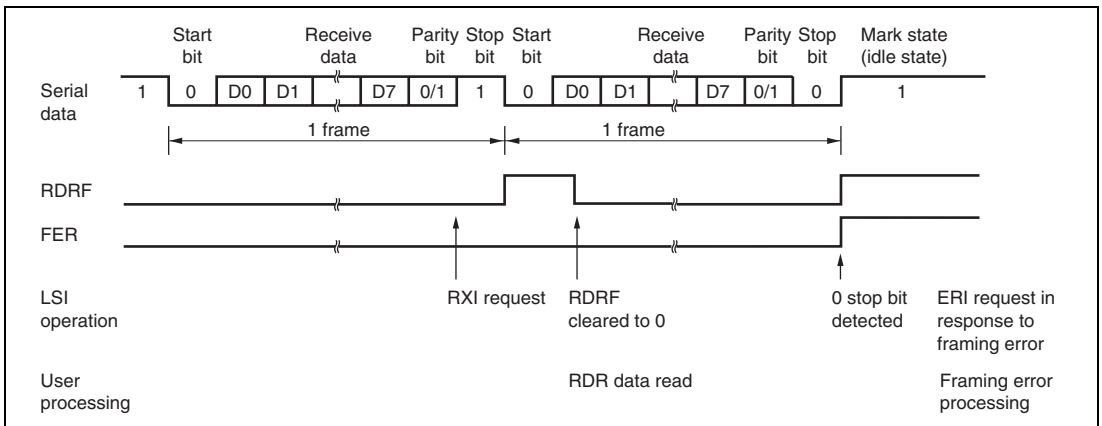 Start bit
Receive data
Parity bit
Stop bit
Start bit
Receive data
Parity bit
Stop bit
Mark state (idle state)
Serial data
1 0 D0 D1 D7 0/1 1 0 D0 D1 D7 0/1 0 1
1 frame 1 frame
RDRF
FER
LSI operation
RXI request
RDRF cleared to 0
0 stop bit detected
ERI request in response to framing error
User processing
RDR data read
Framing error processing